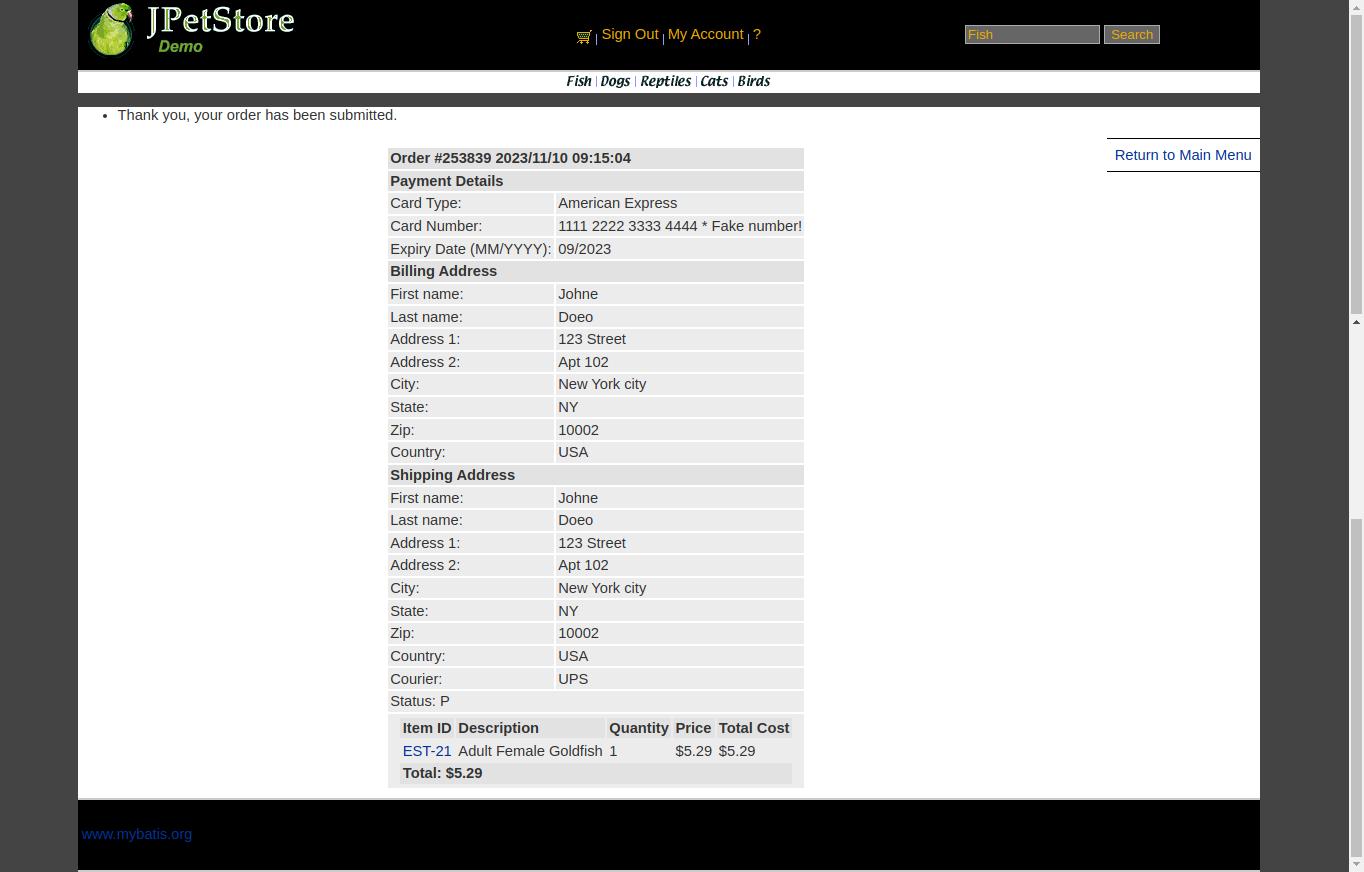 JPetStore
Demo
Sign Out My Account ?
Fish Search
Fish Dogs Reptiles Cats Birds
Thank you, your order has been submitted.
Return to Main Menu
Order #253839 2023/11/10 09:15:04
Payment Details
Card Type: American Express
Card Number: 1111 2222 3333 4444 * Fake number!
Expiry Date (MM/YYYY): 09/2023
Billing Address
First name: Johne
Last name: Doeo
Address 1: 123 Street
Address 2: Apt 102
City: New York city
State: NY
Zip: 10002
Country: USA
Shipping Address
First name: Johne
Last name: Doeo
Address 1: 123 Street
Address 2: Apt 102
City: New York city
State: NY
Zip: 10002
Country: USA
Courier: UPS
Status: P
Item ID Description Quantity Price Total Cost
EST-21 Adult Female Goldfish 1 $5.29 $5.29
Total: $5.29
www.mybatis.org